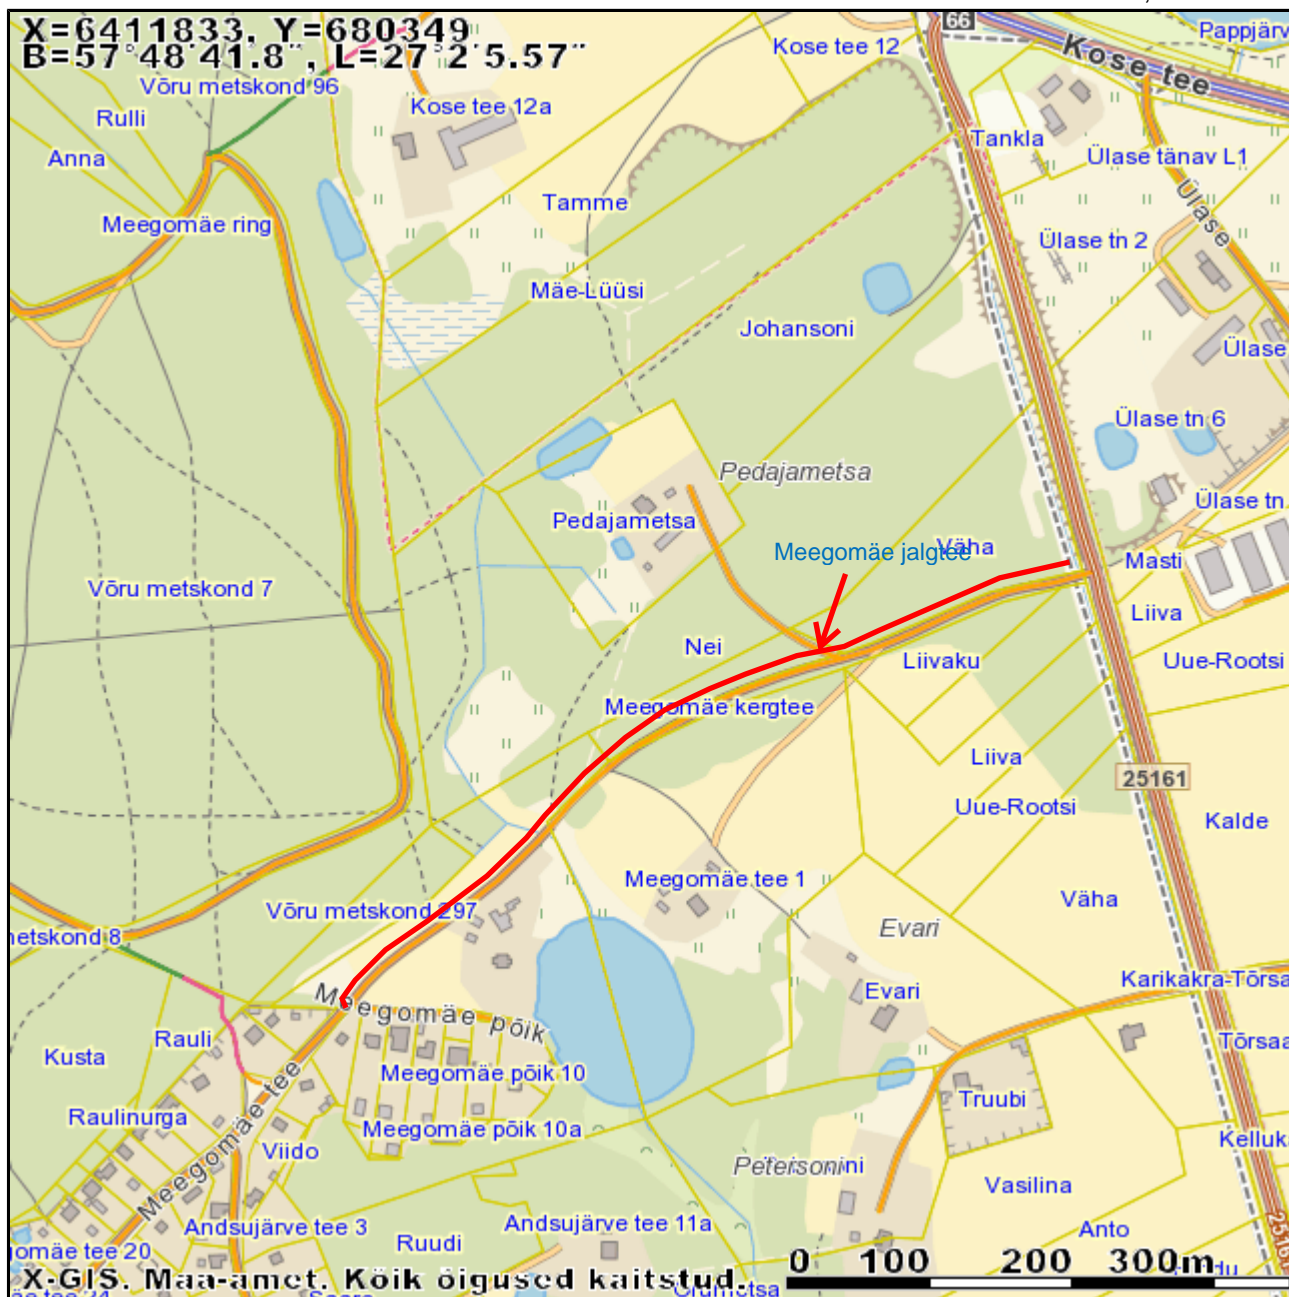 X=6411833, Y=680349
B=57°48'41.8", L=27°2'5.57"
66
Pappjärv
Kose tee 12
Kose tee
Võru metskond 96
Kose tee 12a
Rulli
Tankla
Anna
Ülase tänav L1
Ülase
Tamme
Meegomäe ring
Ülase tn 2
Mäe-Lüüsi
Johansoni
Ülase
Ülase tn 6
Pedajametsa
Ülase tn
Pedajametsa
Väha
Meegomäe jalgtee
Masti
Võru metskond 7
Liiva
Nei
Liivaku
Uue-Rootsi
Meegomäe kergtee
Liiva
25161
Uue-Rootsi
Kalde
Meegomäe tee 1
Väha
Võru metskond 297
Evari
metskond 8
Karikakra-Tõrsa
Evari
Meegomäe põik
Rauli
Tõrsaa
Kusta
Meegomäe põik 10
Truubi
Raulinurga
Meegomäe põik 10a
Meegomäe tee
Kelluk
Viido
Petersoni
Vasilina
Andsujärve tee 3
Andsujärve tee 11a
Anto
2516
Ruudi
gomäe tee 20
0 100 200 300m
X-GIS. Maa-amet. Kõik õigused kaitstud.